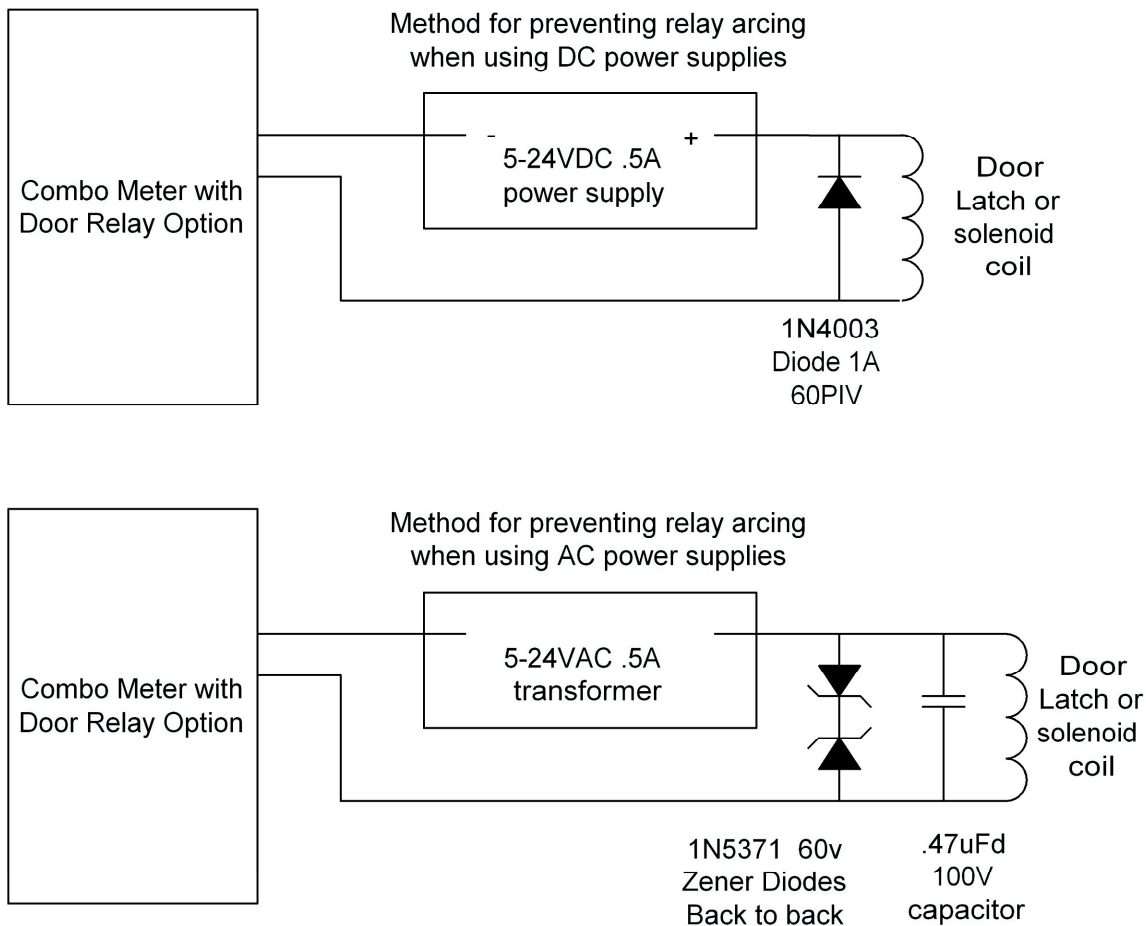 Method for preventing relay arcing
when using DC power supplies
Combo Meter with
Door Relay Option
- +
5-24VDC .5A
power supply
Door
Latch or
solenoid
coil
1N4003
Diode 1A
60PIV
Method for preventing relay arcing
when using AC power supplies
Combo Meter with
Door Relay Option
5-24VAC .5A
transformer
Door
Latch or
solenoid
coil
1N5371 60v
Zener Diodes
Back to back
.47uFd
100V
capacitor